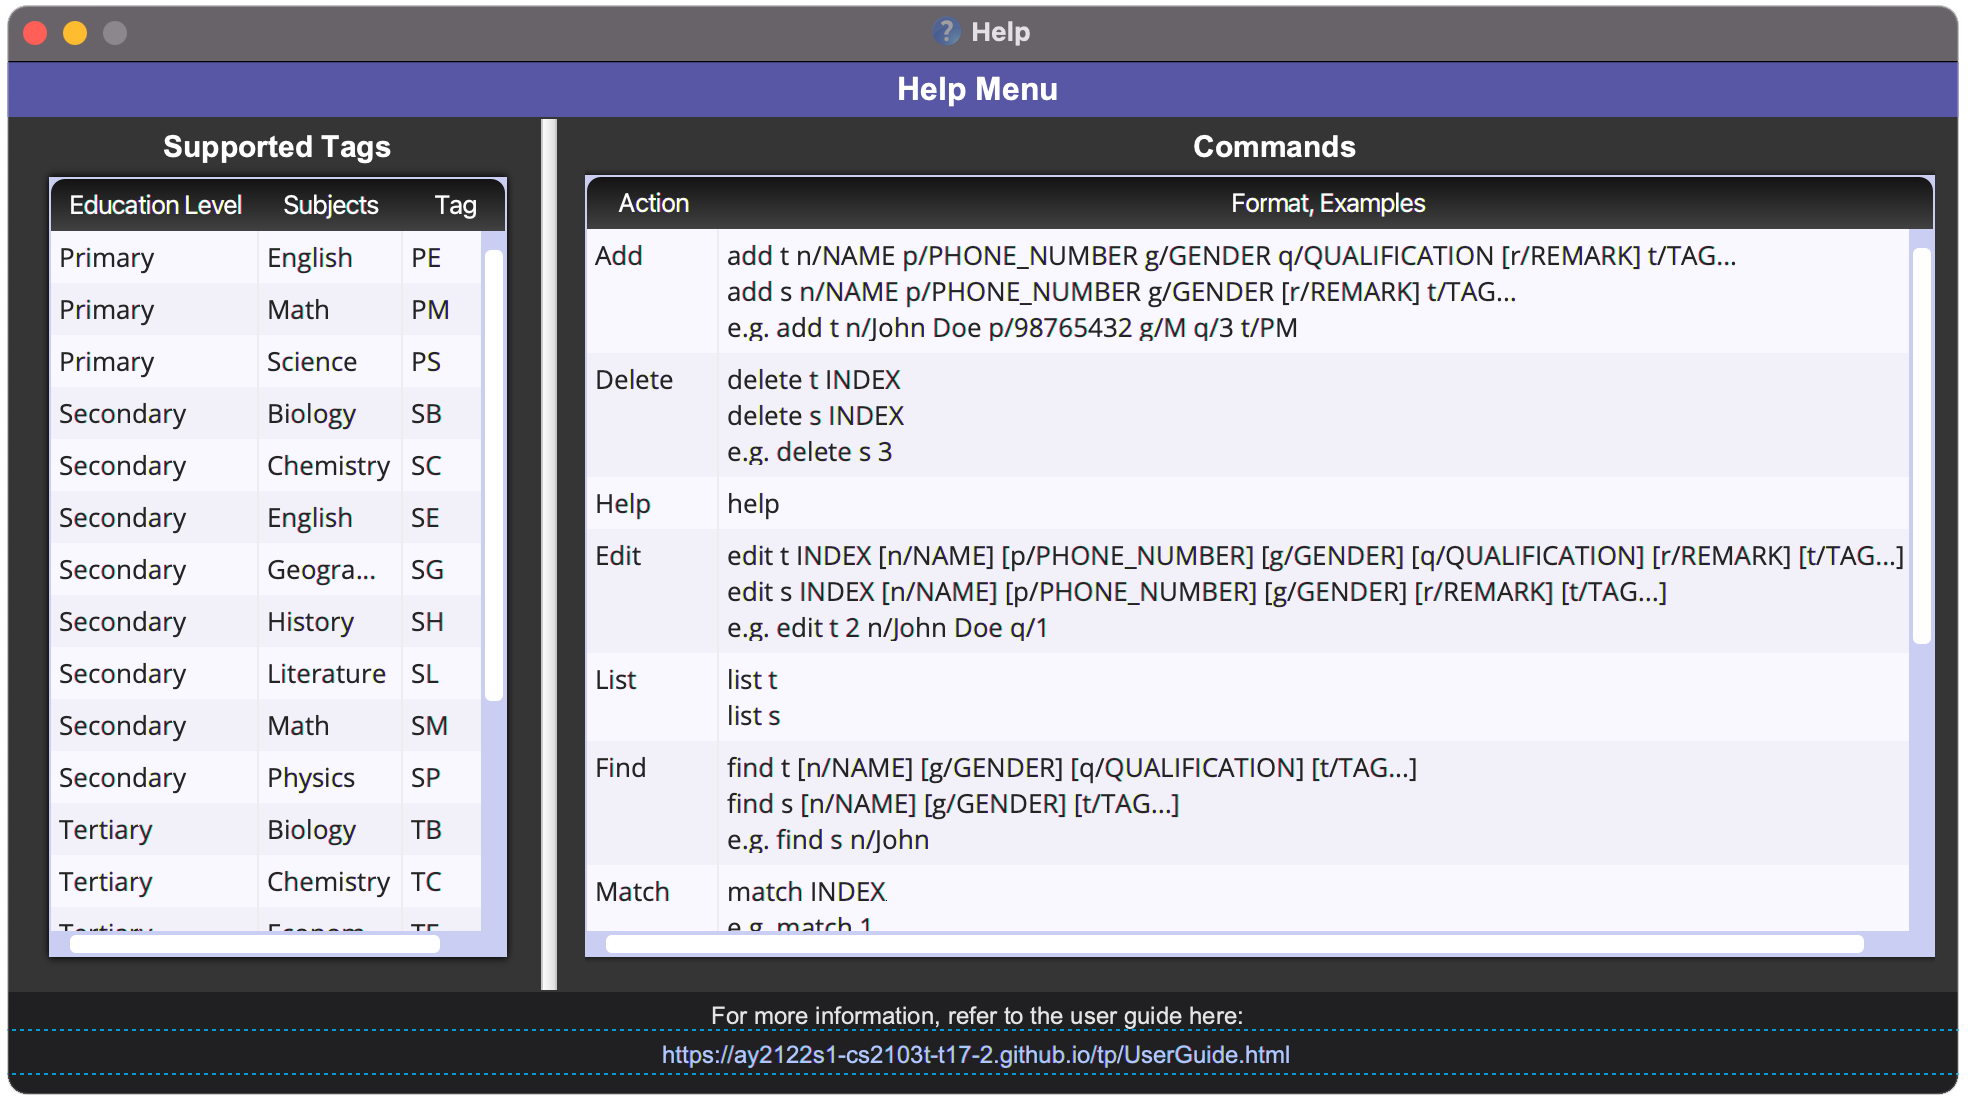 Help
Help Menu
Supported Tags
Education Level Subjects Tag
Primary English PE
Primary Math PM
Primary Science PS
Secondary Biology SB
Secondary Chemistry SC
Secondary English SE
Secondary Geogra... SG
Secondary History SH
Secondary Literature SL
Secondary Math SM
Secondary Physics SP
Tertiary Biology TB
Tertiary Chemistry TC
Tertiary Econom...
Commands
Action Format, Examples
Add add t n/NAME p/PHONE_NUMBER g/GENDER q/QUALIFICATION [r/REMARK] t/TAG...
add s n/NAME p/PHONE_NUMBER g/GENDER [r/REMARK] t/TAG...
e.g. add t n/John Doe p/98765432 g/M q/3 t/PM
Delete delete t INDEX
delete s INDEX
e.g. delete s 3
Help help
Edit edit t INDEX [n/NAME] [p/PHONE_NUMBER] [g/GENDER] [q/QUALIFICATION] [r/REMARK] [t/TAG...]
edit s INDEX [n/NAME] [p/PHONE_NUMBER] [g/GENDER] [r/REMARK] [t/TAG...]
e.g. edit t 2 n/John Doe q/1
List list t
list s
Find find t [n/NAME] [g/GENDER] [q/QUALIFICATION] [t/TAG...]
find s [n/NAME] [g/GENDER] [t/TAG...]
e.g. find s n/John
Match match INDEX
e.g. match 1
For more information, refer to the user guide here:
https://ay2122s1-cs2103t-t17-2.github.io/tp/UserGuide.html